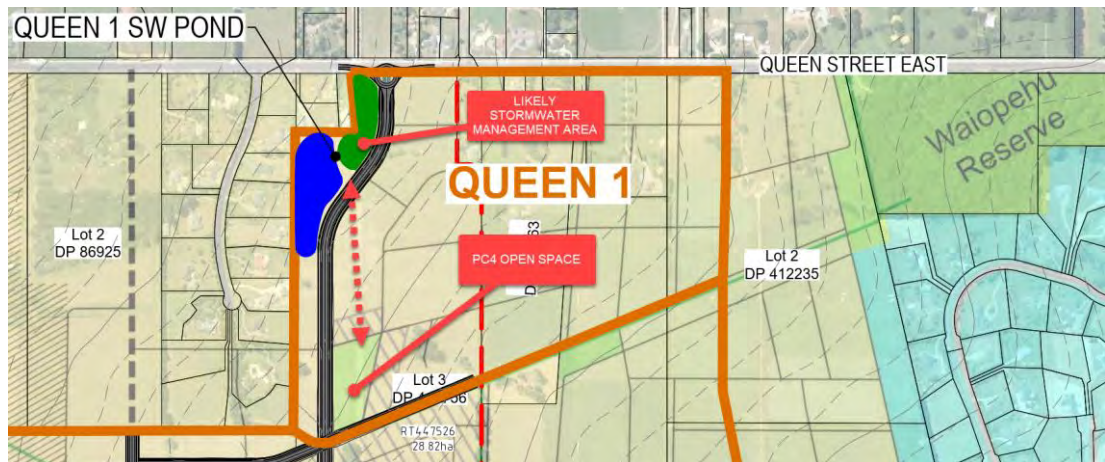 QUEEN 1 SW POND
QUEEN STREET EAST
LIKELY
STORMWATER
MANAGEMENT AREA
Waiopehu
Reserve
QUEEN 1
Lot 2
DP 86925
PC4 OPEN SPACE
Lot 2
DP 412235
Lot 3
DP
RT447526
28.82ha